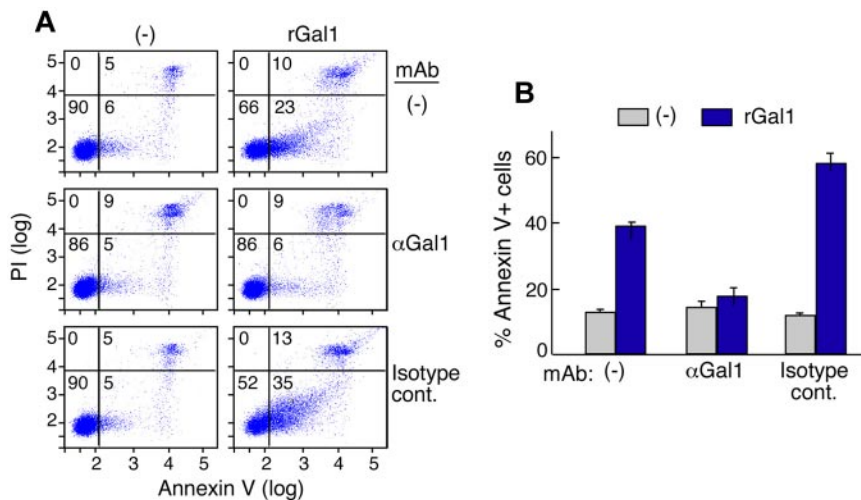 A
(-)
rGal1
mAb
(-)
5
4
3
2
0 5
90 6
0 10
66 23
αGal1
5
4
3
2
0 9
86 5
0 9
86 6
Isotype
cont.
5
4
3
2
0 5
90 5
0 13
52 35
2 3 4 5
2 3 4 5
PI (log)
Annexin V (log)
B
(-) rGal1
% Annexin V+ cells
60
40
20
0
mAb: (-) αGal1 Isotype
cont.